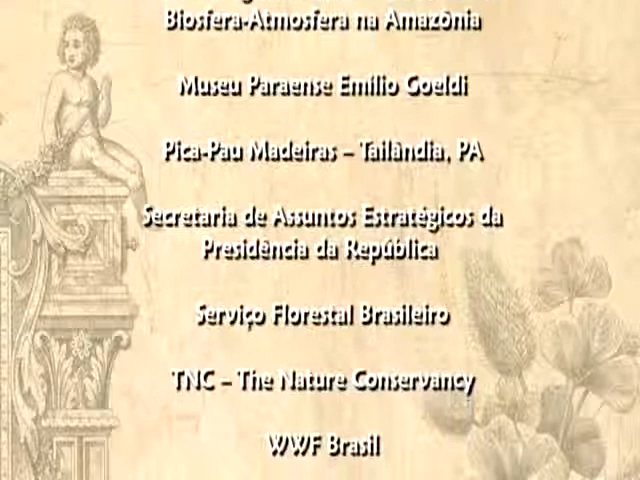 Biosfera-Atmosfera na Amazônia
Museu Paraense Emílio Goeldi
Pica-Pau Madeiras – Tailândia, PA
Secretaria de Assuntos Estratégicos da
Presidência da República
Serviço Florestal Brasileiro
TNC – The Nature Conservancy
WWF Brasil